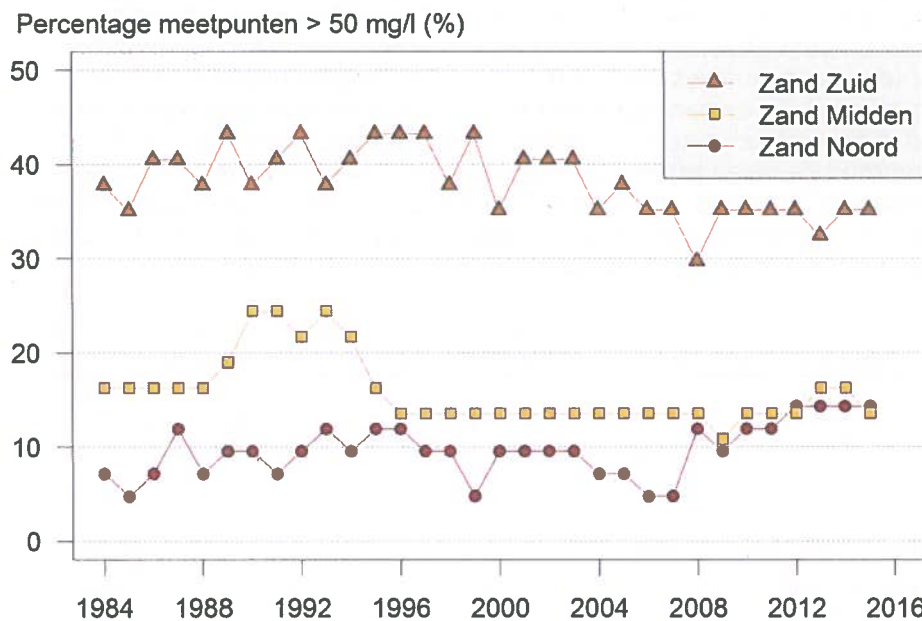 Percentage meetpunten > 50 mg/l (%)
50
40
30
20
10
0
Zand Zuid
Zand Midden
Zand Noord
1984 1988 1992 1996 2000 2004 2008 2012 2016